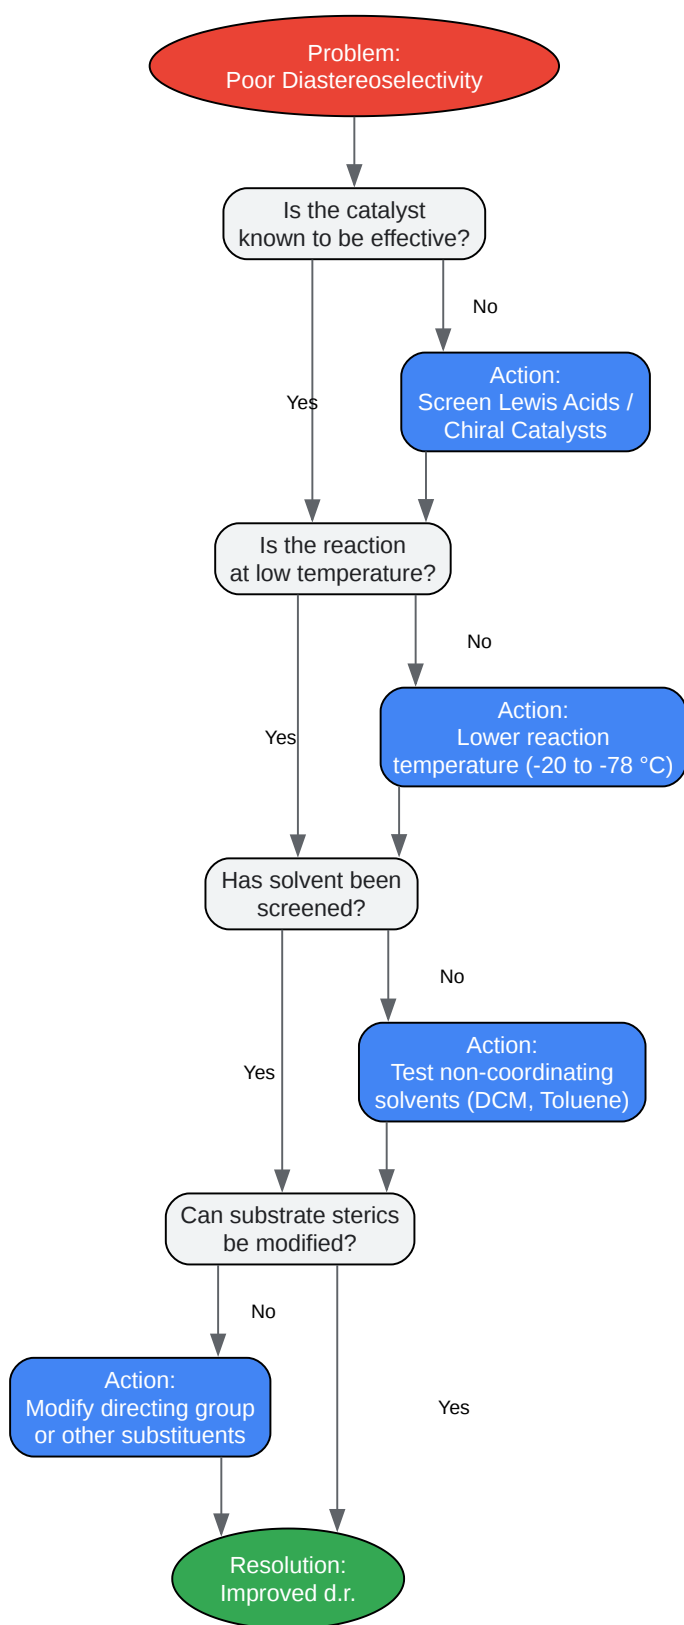 Problem:
Poor Diastereoselectivity
Is the catalyst
known to be effective?
No
Action:
Screen Lewis Acids /
Chiral Catalysts
Yes
Is the reaction
at low temperature?
No
Action:
Lower reaction
temperature (-20 to -78 °C)
Yes
Has solvent been
screened?
No
Action:
Test non-coordinating
solvents (DCM, Toluene)
Yes
Can substrate sterics
be modified?
No
Action:
Modify directing group
or other substituents
Yes
Resolution:
Improved d.r.